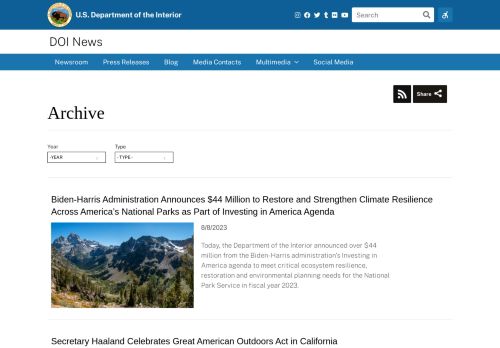 U.S. Department of the Interior
Search
DOI News
Newsroom Press Releases Blog Media Contacts Multimedia Social Media
Share
Archive
Year Type
-YEAR - TYPE -
Biden-Harris Administration Announces $44 Million to Restore and Strengthen Climate Resilience
Across America's National Parks as Part of Investing in America Agenda
8/8/2023
Today, the Department of the Interior announced over $44
million from the Biden-Harris administration's Investing in
America agenda to meet critical ecosystem resilience,
restoration and environmental planning needs for the National
Park Service in fiscal year 2023.
Secretary Haaland Celebrates Great American Outdoors Act in California